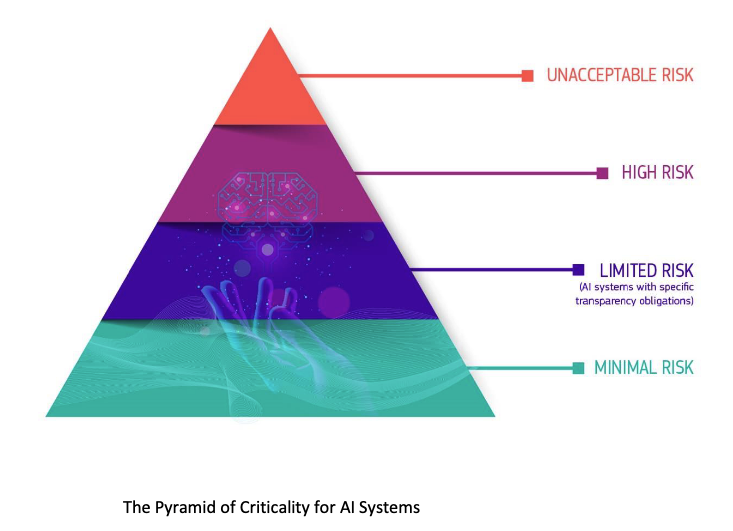 UNACCEPTABLE RISK
HIGH RISK
LIMITED RISK
(AI systems with specific
transparency obligations)
MINIMAL RISK
The Pyramid of Criticality for AI Systems